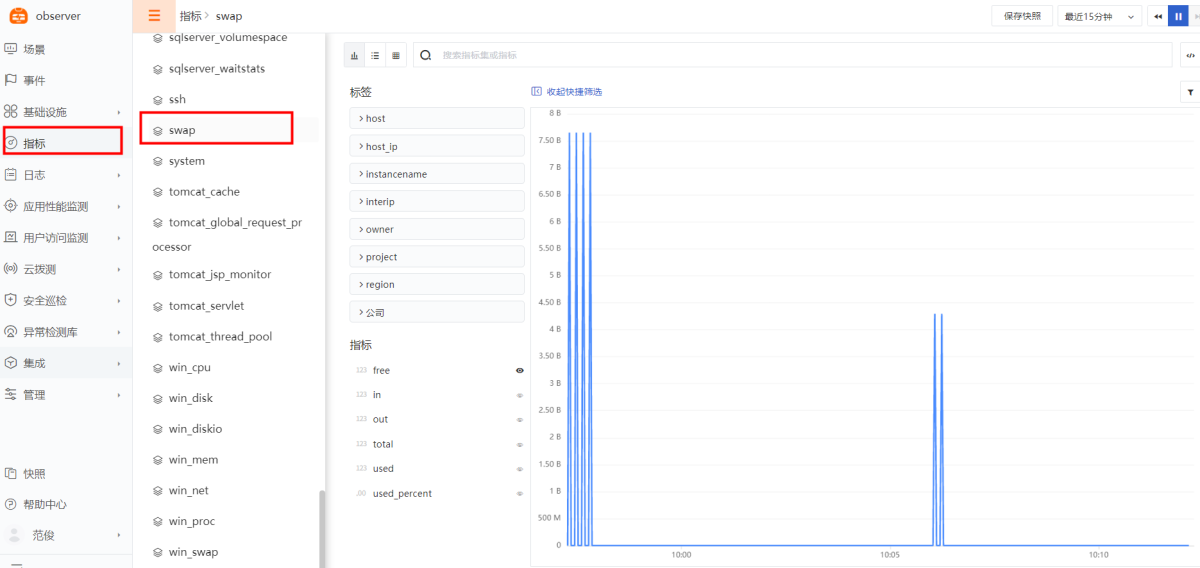 observer
场景
事件
基础设施
指标
日志
应用性能监测
用户访问监测
云拨测
安全巡检
异常检测库
集成
管理
快照
帮助中心
范俊
指标 > swap
保存快照
最近15分钟
sqlserver_volumespace
sqlserver_waitstats
ssh
swap
system
tomcat_cache
tomcat_global_request_pr
ocessor
tomcat_jsp_monitor
tomcat_servlet
tomcat_thread_pool
win_cpu
win_disk
win_diskio
win_mem
win_net
win_proc
win_swap
搜索指标集或指标
标签
host
host_ip
instancename
interip
owner
project
region
公司
指标
123 free
123 in
123 out
123 total
123 used
.00 used_percent
收起快捷筛选
8 B
7.50 B
7 B
6.50 B
6 B
5.50 B
5 B
4.50 B
4 B
3.50 B
3 B
2.50 B
2 B
1.50 B
1 B
500 M
0
10:00
10:05
10:10